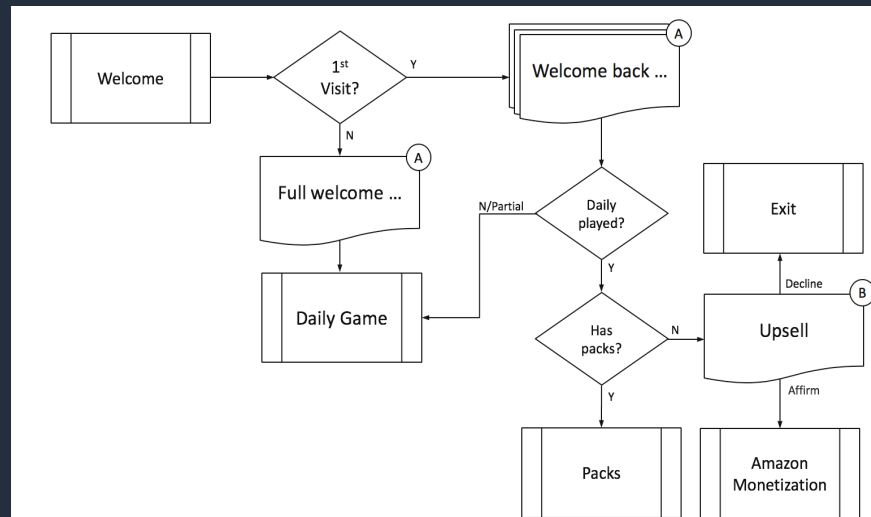 Welcome
1st
Visit?
Y
Welcome back ...
A
N
Full welcome ...
A
Daily
played?
N/Partial
Exit
Y
Decline
B
Daily Game
Has
packs?
N
Upsell
Y
Affirm
Packs
Amazon
Monetization